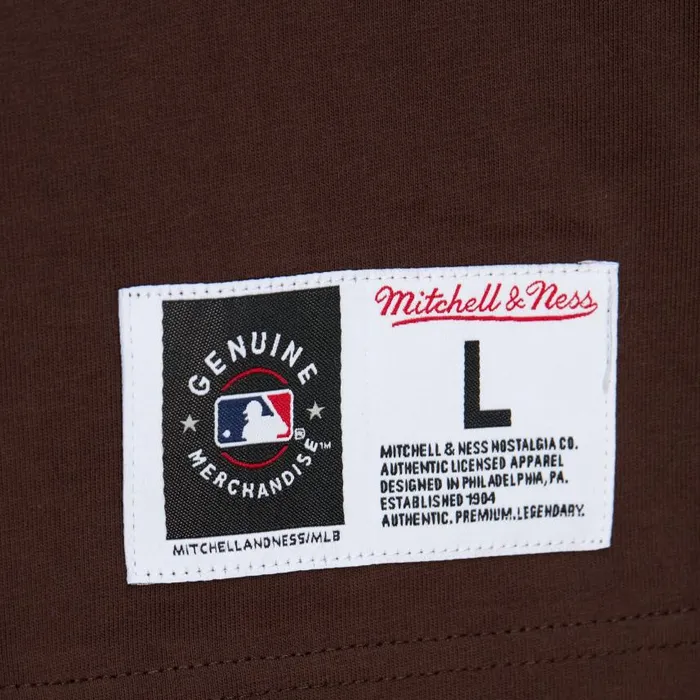 GENUINE
MERCHANDISE™
MITCHELLANDNESS/MLB
Mitchell & Ness
L
MITCHELL & NESS NOSTALGIA CO.
AUTHENTIC LICENSED APPAREL
DESIGNED IN PHILADELPHIA, PA.
ESTABLISHED 1904
AUTHENTIC. PREMIUM. LEGENDARY.